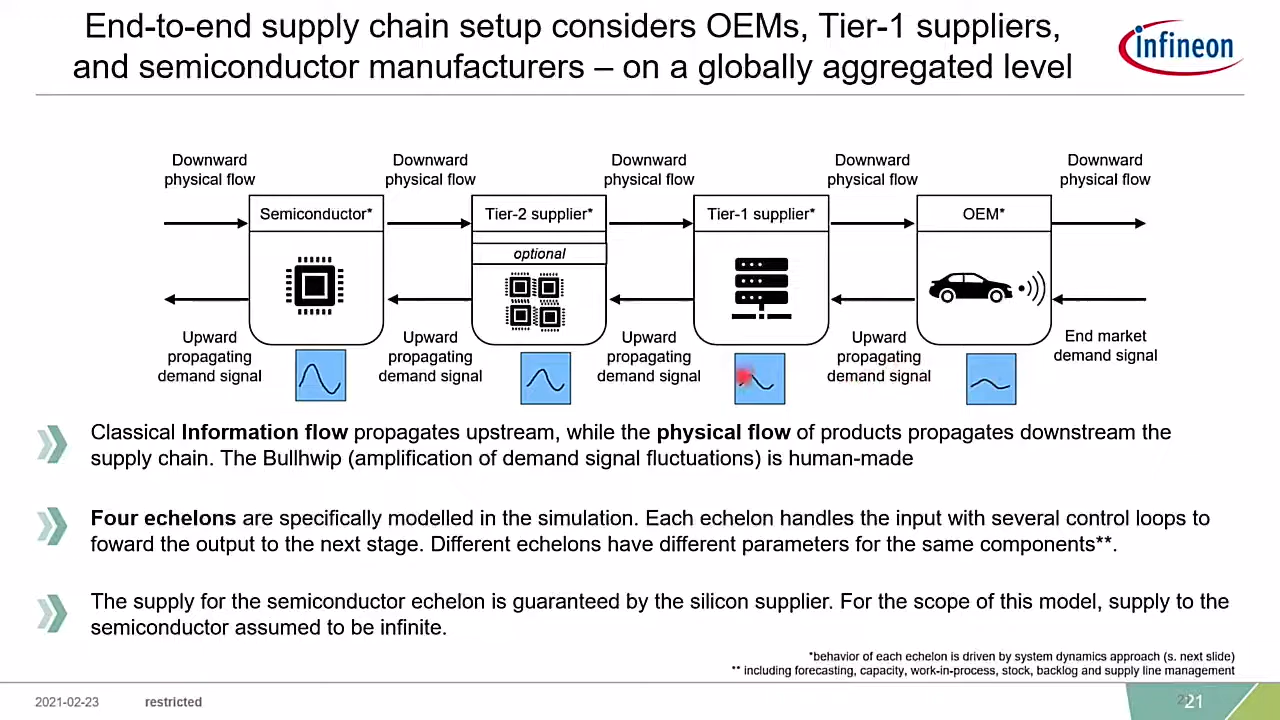 End-to-end supply chain setup considers OEMs, Tier-1 suppliers,
and semiconductor manufacturers – on a globally aggregated level
infineon
Downward
physical flow
Downward
physical flow
Downward
physical flow
Downward
physical flow
Downward
physical flow
Semiconductor*
Tier-2 supplier*
optional
Tier-1 supplier*
OEM*
Upward
propagating
demand signal
Upward
propagating
demand signal
Upward
propagating
demand signal
Upward
propagating
demand signal
End market
demand signal
Classical Information flow propagates upstream, while the physical flow of products propagates downstream the
supply chain. The Bullhwip (amplification of demand signal fluctuations) is human-made
Four echelons are specifically modelled in the simulation. Each echelon handles the input with several control loops to
foward the output to the next stage. Different echelons have different parameters for the same components**.
The supply for the semiconductor echelon is guaranteed by the silicon supplier. For the scope of this model, supply to the
semiconductor assumed to be infinite.
*behavior of each echelon is driven by system dynamics approach (s. next slide)
** including forecasting, capacity, work-in-process, stock, backlog and supply line management
2021-02-23
restricted
21